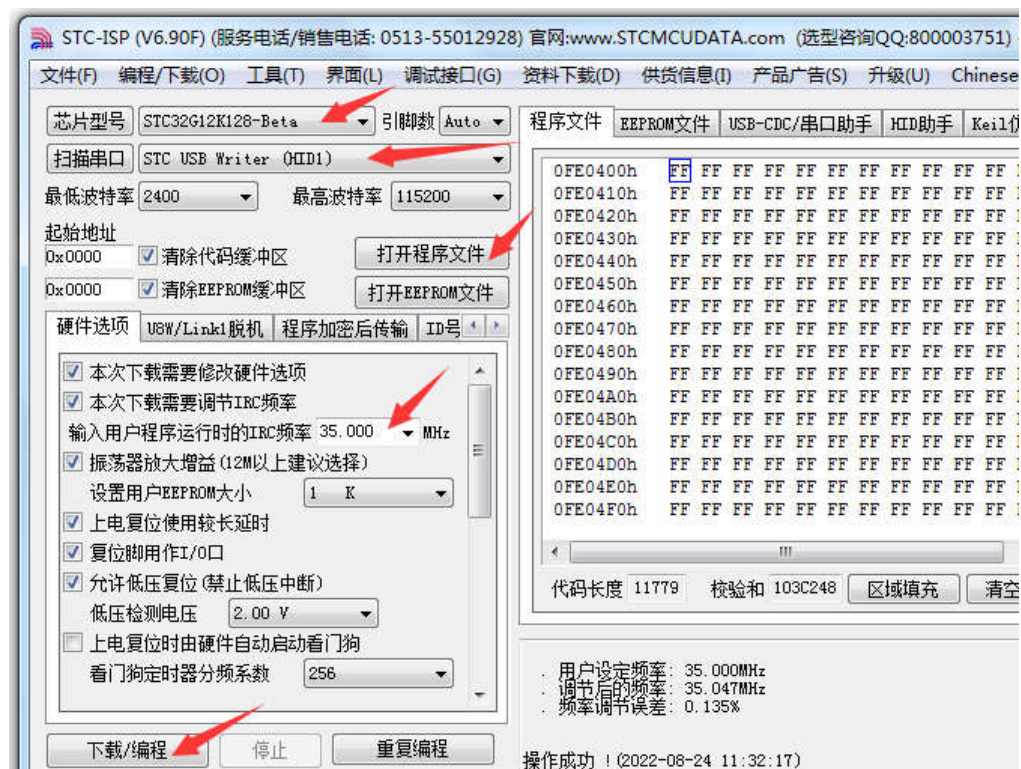 STC-ISP (V6.90F) (服务电话/销售电话: 0513-55012928) 官网:www.STCMCUDATA.com (选型咨询QQ:800003751)
文件(F) 编程/下载(O) 工具(T) 界面(L) 调试接口(G) 资料下载(D) 供货信息(I) 产品广告(S) 升级(U) Chinese
芯片型号 STC32G12K128-Beta 引脚数 Auto
扫描串口 STC USB Writer (HID1)
最低波特率 2400 最高波特率 115200
起始地址
0x0000 清除代码缓冲区 打开程序文件
0x0000 清除EEPROM缓冲区 打开EEPROM文件
硬件选项 U8W/Link1脱机 程序加密后传输 ID号
本次下载需要修改硬件选项
本次下载需要调节IRC频率
输入用户程序运行时的IRC频率 35.000 MHz
振荡器放大增益(12M以上建议选择)
设置用户EEPROM大小 1 K
上电复位使用较长延时
复位脚用作I/O口
允许低压复位(禁止低压中断)
低压检测电压 2.00 V
上电复位时由硬件自动启动看门狗
看门狗定时器分频系数 256
下载/编程 停止 重复编程
程序文件 EEPROM文件 USB-CDC/串口助手 HID助手 Keil仿
0FE0400h FF FF FF FF FF FF FF FF FF FF FF
0FE0410h FF FF FF FF FF FF FF FF FF FF FF
0FE0420h FF FF FF FF FF FF FF FF FF FF FF
0FE0430h FF FF FF FF FF FF FF FF FF FF FF
0FE0440h FF FF FF FF FF FF FF FF FF FF FF
0FE0450h FF FF FF FF FF FF FF FF FF FF FF
0FE0460h FF FF FF FF FF FF FF FF FF FF FF
0FE0470h FF FF FF FF FF FF FF FF FF FF FF
0FE0480h FF FF FF FF FF FF FF FF FF FF FF
0FE0490h FF FF FF FF FF FF FF FF FF FF FF
0FE04A0h FF FF FF FF FF FF FF FF FF FF FF
0FE04B0h FF FF FF FF FF FF FF FF FF FF FF
0FE04C0h FF FF FF FF FF FF FF FF FF FF FF
0FE04D0h FF FF FF FF FF FF FF FF FF FF FF
0FE04E0h FF FF FF FF FF FF FF FF FF FF FF
0FE04F0h FF FF FF FF FF FF FF FF FF FF FF
代码长度 11779 校验和 103C248 区域填充 清空
. 用户设定频率: 35.000MHz
. 调节后的频率: 35.047MHz
. 频率调节误差: 0.135%
操作成功 !(2022-08-24 11:32:17)